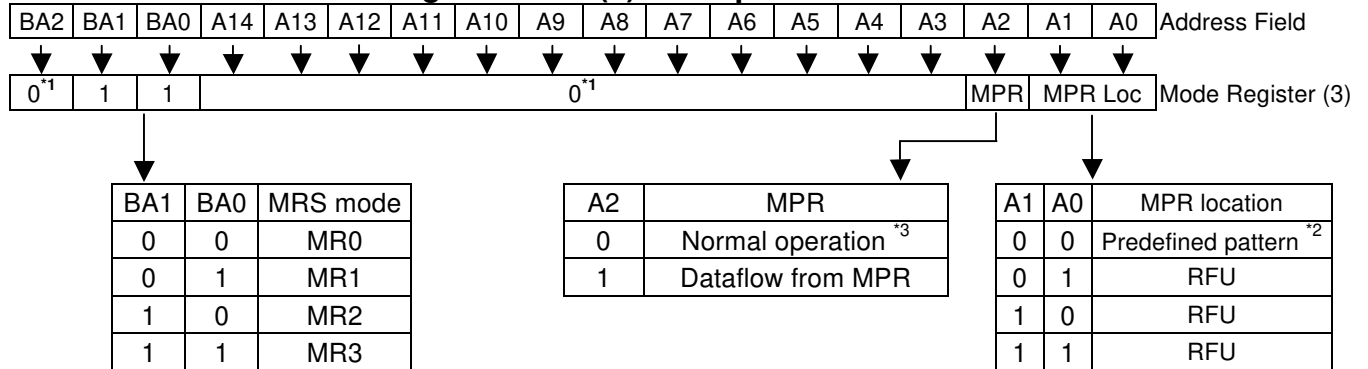 BA2 BA1 BA0 A14 A13 A12 A11 A10 A9 A8 A7 A6 A5 A4 A3 A2 A1 A0 Address Field
0*1 1 1 0*1 MPR MPR Loc Mode Register (3)
BA1 BA0 MRS mode
0 0 MR0
0 1 MR1
1 0 MR2
1 1 MR3
A2 MPR
0 Normal operation *3
1 Dataflow from MPR
A1 A0 MPR location
0 0 Predefined pattern *2
0 1 RFU
1 0 RFU
1 1 RFU